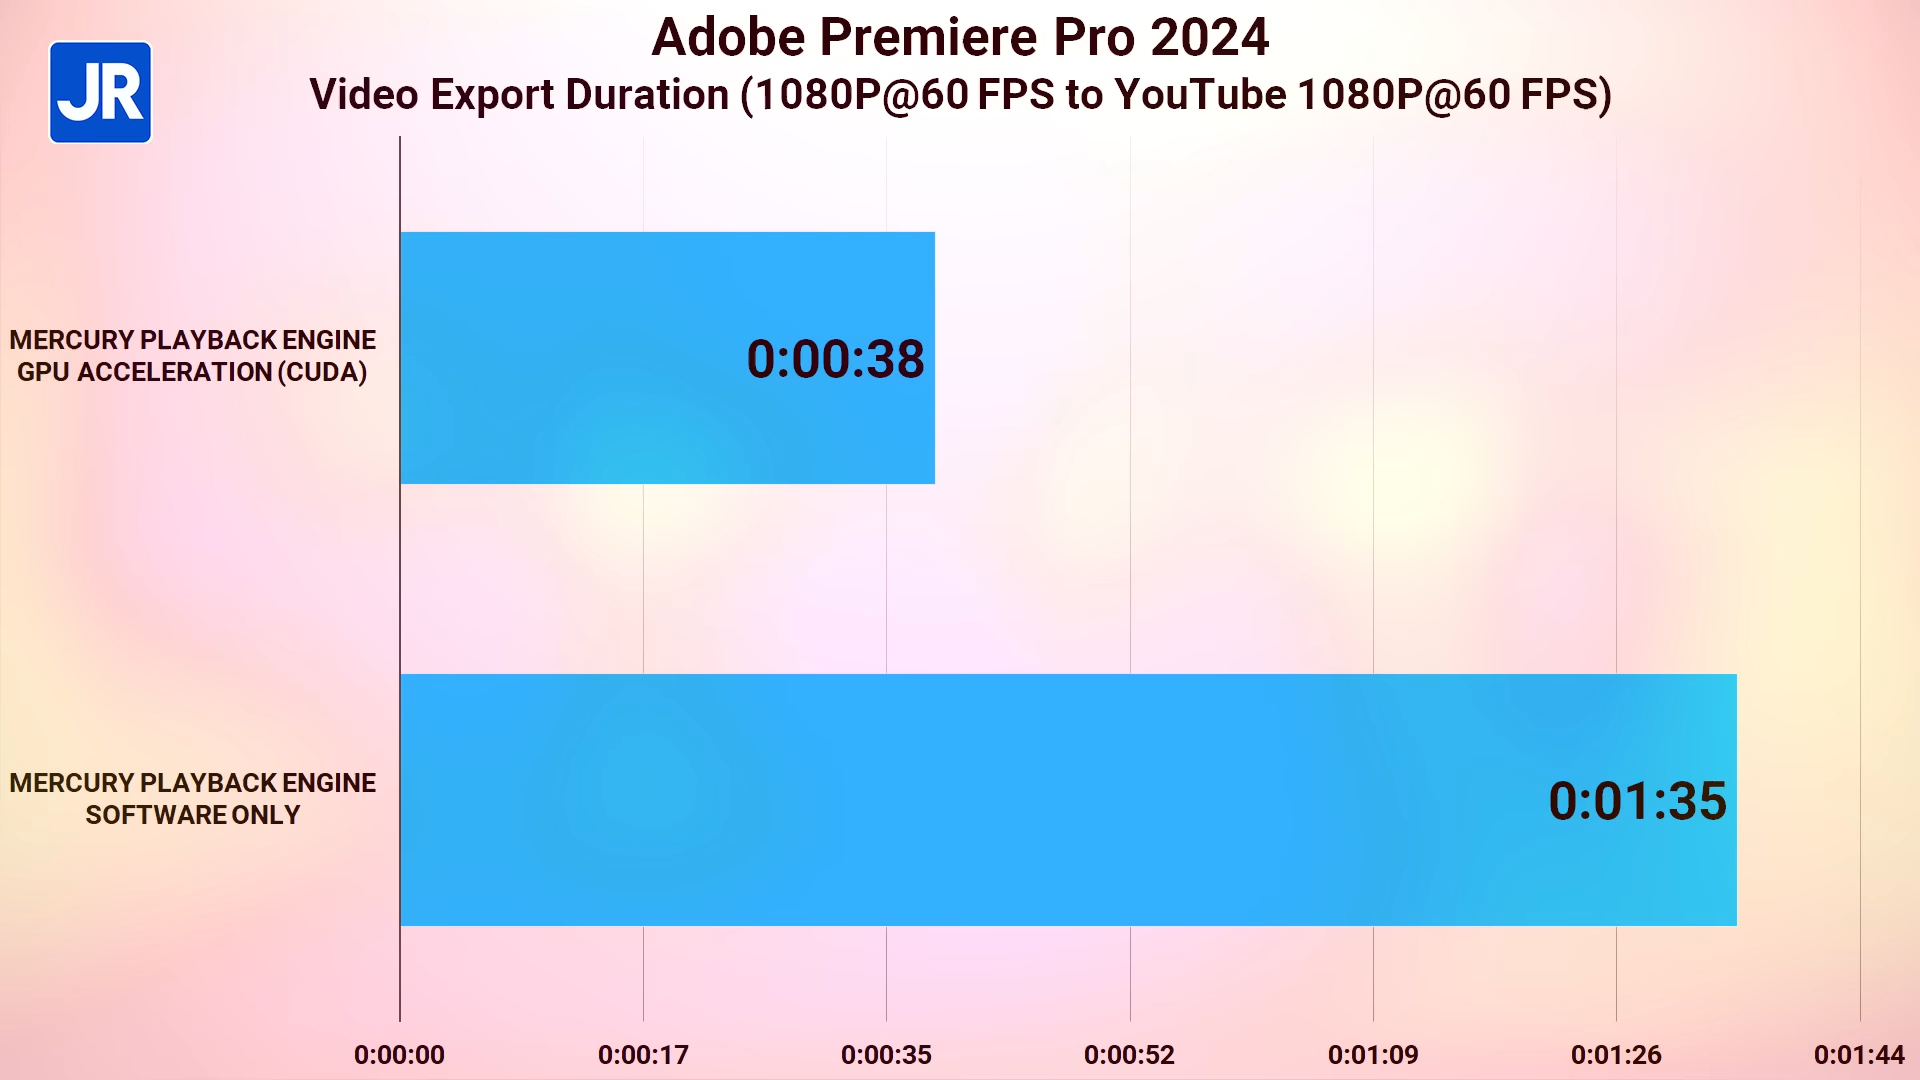 JR
Adobe Premiere Pro 2024
Video Export Duration (1080P@60 FPS to YouTube 1080P@60 FPS)
MERCURY PLAYBACK ENGINE
GPU ACCELERATION (CUDA)
0:00:38
MERCURY PLAYBACK ENGINE
SOFTWARE ONLY
0:01:35
0:00:00 0:00:17 0:00:35 0:00:52 0:01:09 0:01:26 0:01:44